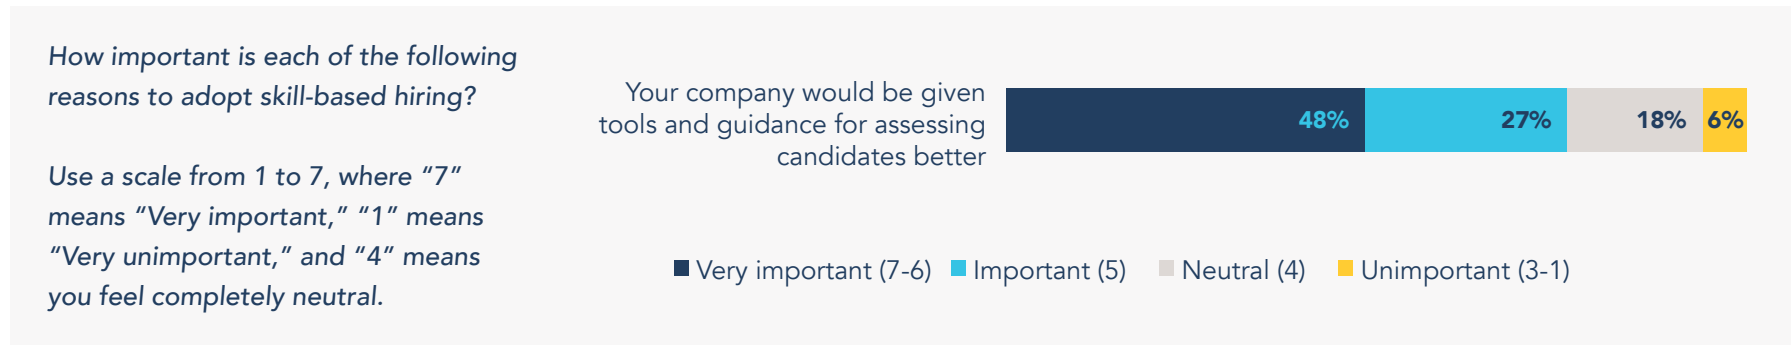 How important is each of the following
reasons to adopt skill-based hiring?
Use a scale from 1 to 7, where “7”
means “Very important,” “1” means
“Very unimportant,” and “4” means
you feel completely neutral.
Your company would be given
tools and guidance for assessing
candidates better
48% 27% 18% 6%
Very important (7-6) Important (5) Neutral (4) Unimportant (3-1)